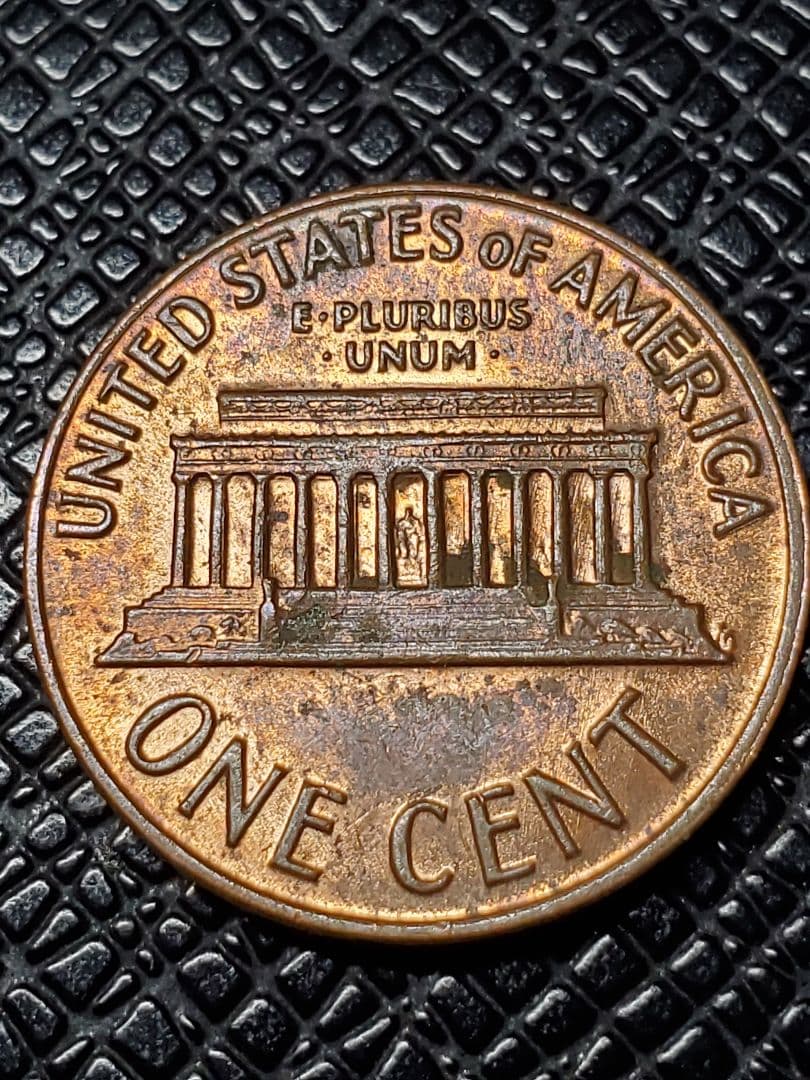 UNITED STATES OF AMERICA
E·PLURIBUS
·UNUM·
ONE CENT